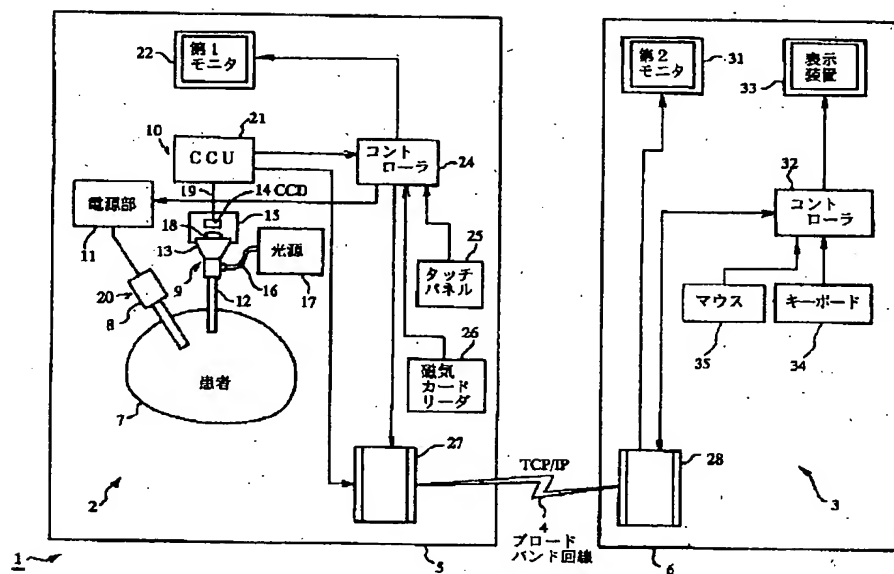 第1
モニタ
22
21
10
CCU
コント
ローラ
24
19
14 CCD
電源部
18
15
13
11
光源
9
16
17
20
12
8
25
タッチ
パネル
26
磁気
カード
リーダ
患者
7
27
2
5
1
TCP/IP
4
ブロード
バンド回線
第2
モニタ
31
表示
装置
33
32
コント
ローラ
マウス
キーボード
35
34
28
3
6